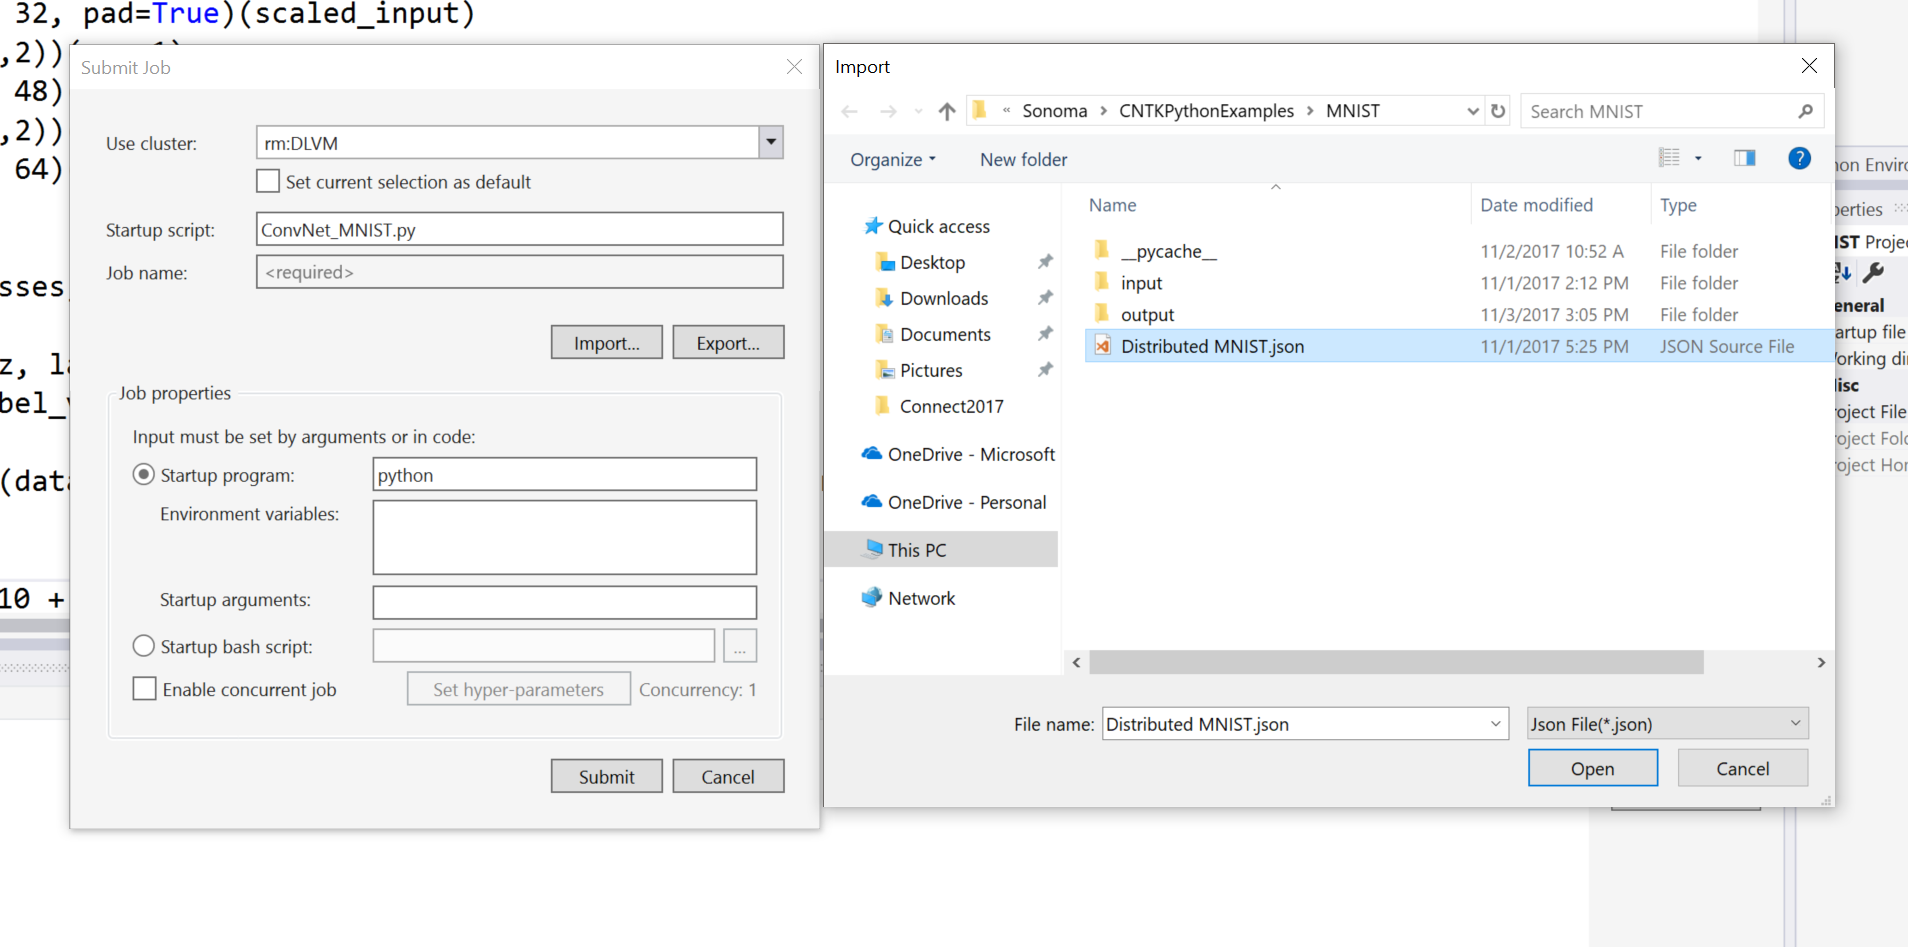 32, pad=True)(scaled_input)
,2))
48)
,2))
64)
sses
z,
bel_
(data
10 +
Submit Job
Use cluster:
rm:DLVM
Set current selection as default
Startup script:
ConvNet_MNIST.py
Job name:
<required>
Import...
Export...
Job properties
Input must be set by arguments or in code:
Startup program:
python
Environment variables:
Startup arguments:
Startup bash script:
...
Enable concurrent job
Set hyper-parameters
Concurrency: 1
Submit
Cancel
Import
« Sonoma > CNTKPythonExamples > MNIST
Search MNIST
Organize
New folder
?
Quick access
Desktop
Downloads
Documents
Pictures
Connect2017
OneDrive - Microsoft
OneDrive - Personal
This PC
Network
Name Date modified Type
__pycache__ 11/2/2017 10:52 A File folder
input 11/1/2017 2:12 PM File folder
output 11/3/2017 3:05 PM File folder
Distributed MNIST.json 11/1/2017 5:25 PM JSON Source File
File name:
Distributed MNIST.json
Json File(*.json)
Open
Cancel
non Enviro
perties
IST Projec
eneral
artup file
orking di
isc
roject File
roject Fold
roject Hor